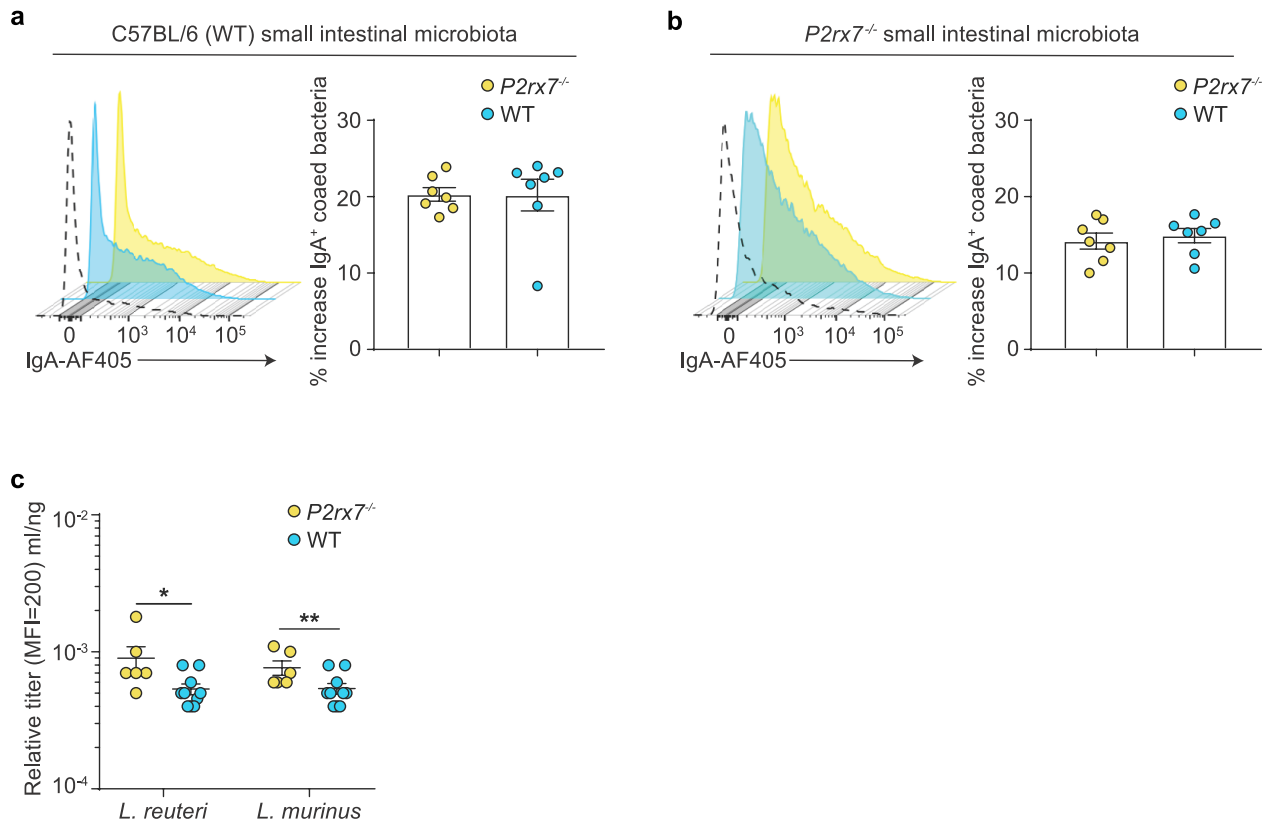 a
C57BL/6 (WT) small intestinal microbiota
P2rx7-/-
WT
% increase IgA+ coaed bacteria
30
20
10
0
0 10³ 10⁴ 10⁵
IgA-AF405
b
P2rx7-/- small intestinal microbiota
P2rx7-/-
WT
% increase IgA+ coaed bacteria
30
20
10
0
0 10³ 10⁴ 10⁵
IgA-AF405
c
P2rx7-/-
WT
Relative titer (MFI=200) ml/ng
10⁻²
10⁻³
10⁻⁴
*
**
L. reuteri L. murinus